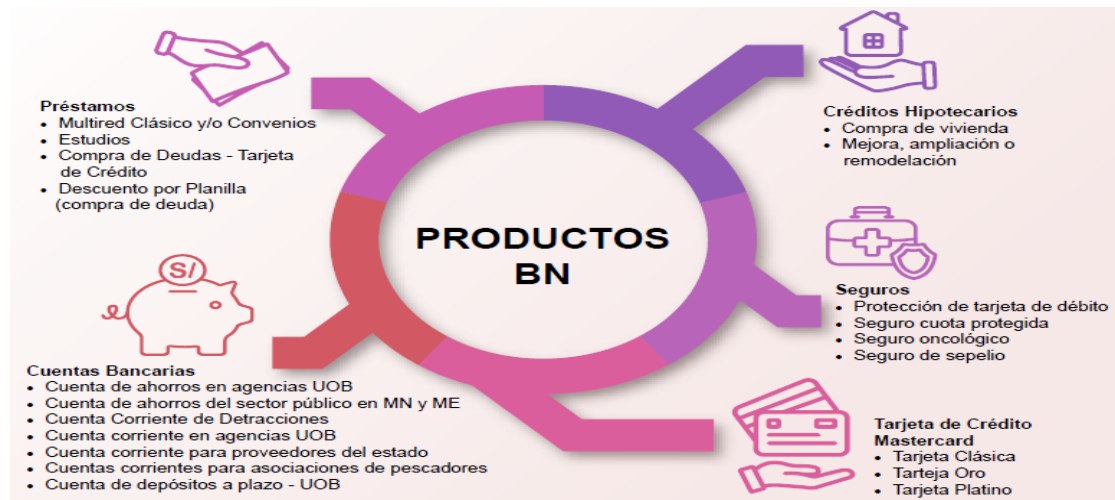 Préstamos
• Multired Clásico y/o Convenios
• Estudios
• Compra de Deudas - Tarjeta
de Crédito
• Descuento por Planilla
(compra de deuda)
Créditos Hipotecarios
• Compra de vivienda
• Mejora, ampliación o
remodelación
PRODUCTOS
BN
S/
Seguros
• Protección de tarjeta de débito
• Seguro cuota protegida
• Seguro oncológico
• Seguro de sepelio
Cuentas Bancarias
• Cuenta de ahorros en agencias UOB
• Cuenta de ahorros del sector público en MN y ME
• Cuenta Corriente de Detracciones
• Cuenta corriente en agencias UOB
• Cuenta corriente para proveedores del estado
• Cuentas corrientes para asociaciones de pescadores
• Cuenta de depósitos a plazo - UOB
Tarjeta de Crédito
Mastercard
• Tarjeta Clásica
• Tarteja Oro
• Tarjeta Platino